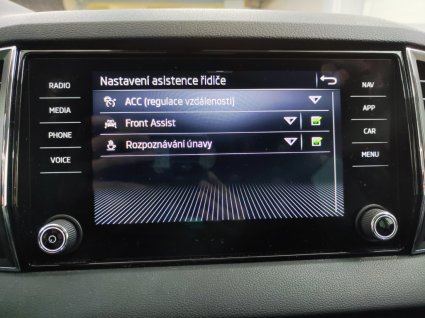 Nastavení asistence řidiče
RADIO
MEDIA
PHONE
VOICE
ACC (regulace vzdálenosti)
Front Assist
Rozpoznávání únavy
NAV
APP
CAR
MENU